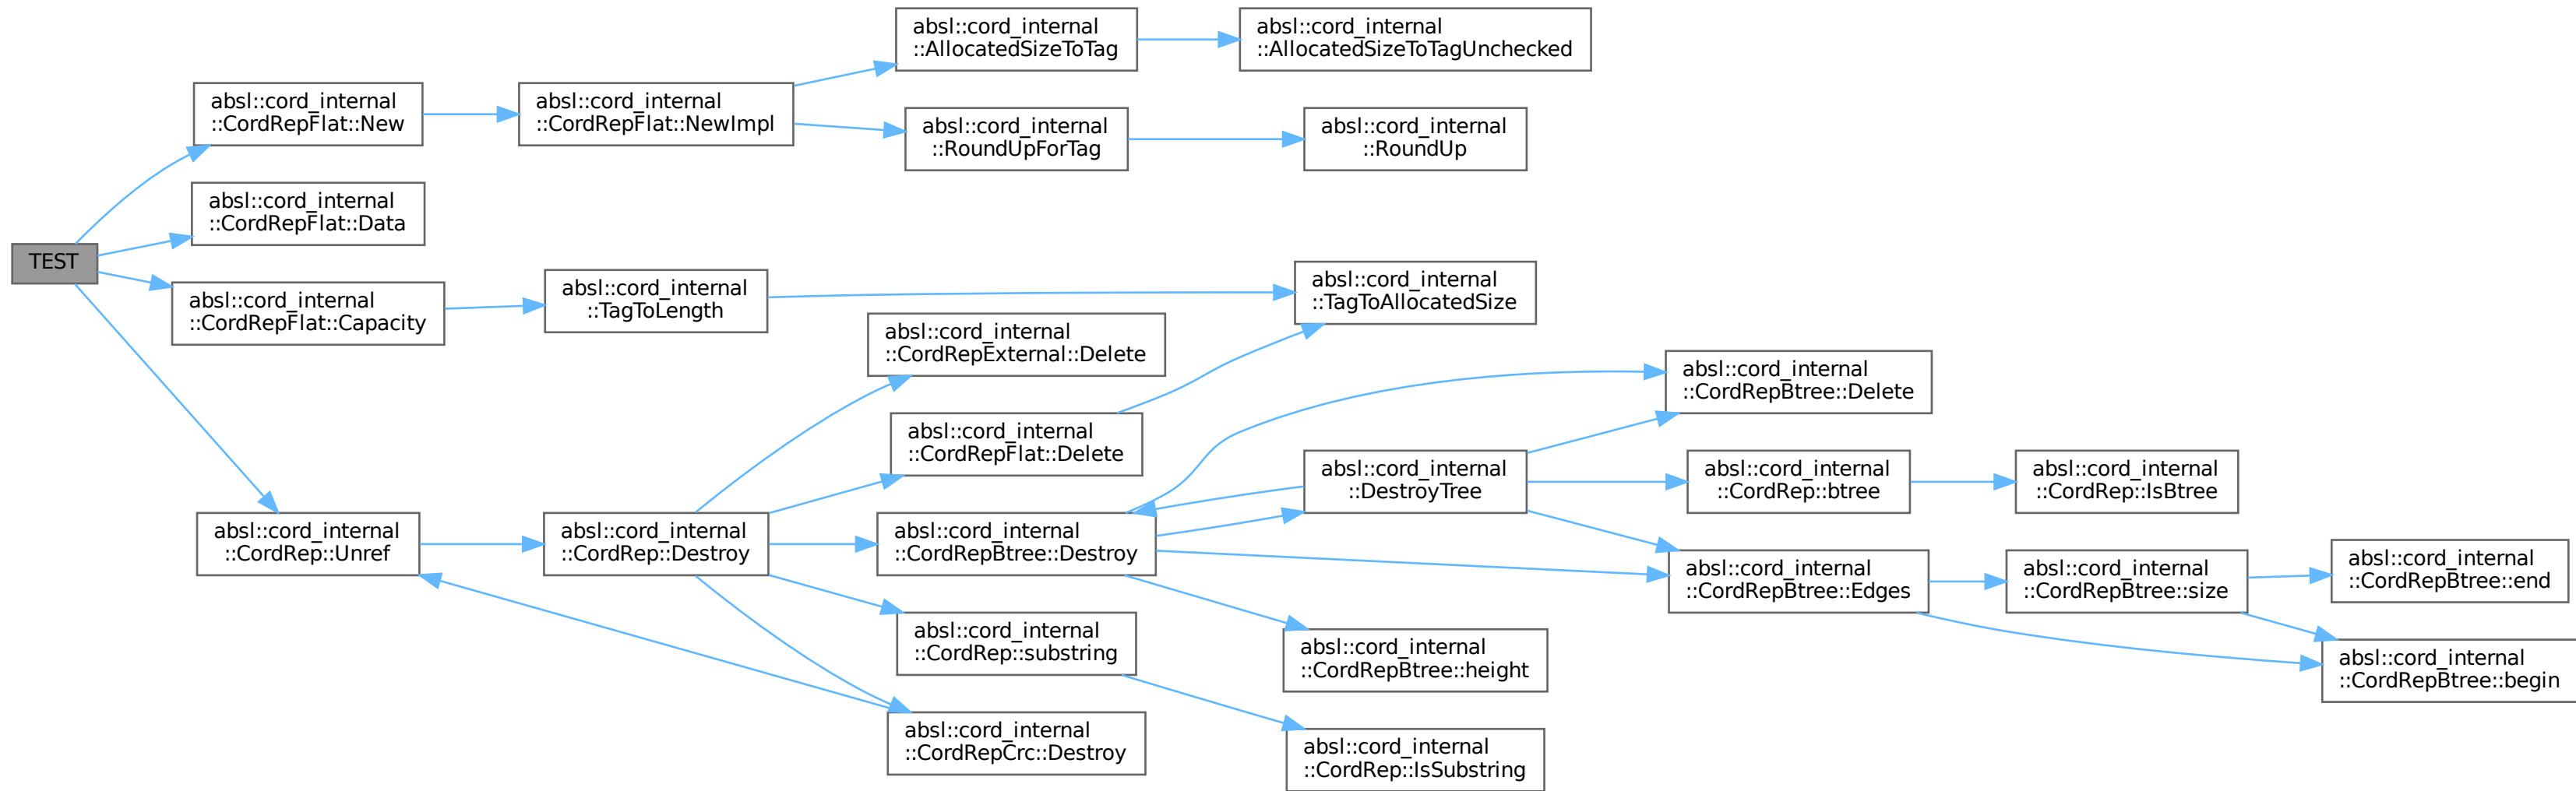 TEST
absl::cord_internal
::CordRepFlat::New
absl::cord_internal
::CordRepFlat::Data
absl::cord_internal
::CordRepFlat::Capacity
absl::cord_internal
::CordRep::Unref
absl::cord_internal
::CordRepFlat::NewImpl
absl::cord_internal
::TagToLength
absl::cord_internal
::CordRep::Destroy
absl::cord_internal
::AllocatedSizeToTag
absl::cord_internal
::RoundUpForTag
absl::cord_internal
::CordRepExternal::Delete
absl::cord_internal
::CordRepFlat::Delete
absl::cord_internal
::CordRepBtree::Destroy
absl::cord_internal
::CordRep::substring
absl::cord_internal
::CordRepCrc::Destroy
absl::cord_internal
::AllocatedSizeToTagUnchecked
absl::cord_internal
::RoundUp
absl::cord_internal
::TagToAllocatedSize
absl::cord_internal
::DestroyTree
absl::cord_internal
::CordRepBtree::height
absl::cord_internal
::CordRep::IsSubstring
absl::cord_internal
::CordRepBtree::Delete
absl::cord_internal
::CordRep::btree
absl::cord_internal
::CordRepBtree::Edges
absl::cord_internal
::CordRep::IsBtree
absl::cord_internal
::CordRepBtree::size
absl::cord_internal
::CordRepBtree::end
absl::cord_internal
::CordRepBtree::begin